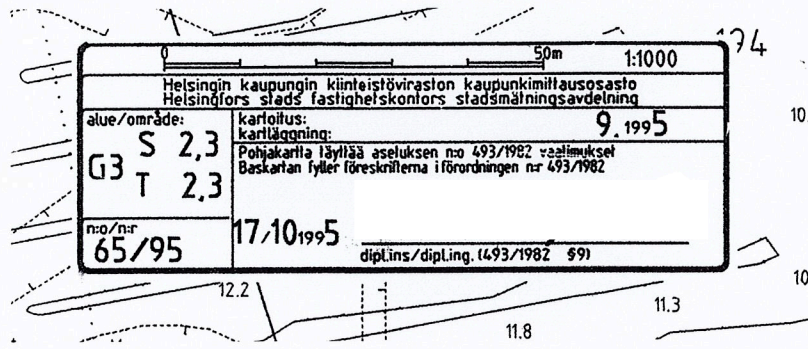 174
0 50m 1:1000
Helsingin kaupungin kiinteistöviraston kaupunkimittausosasto
Helsingfors stads fastighetskontors stadsmätningsavdelning
alue/område:
G3 S 2,3
T 2,3
kartoitus:
kartläggning:
9.1995
Pohjakartta täyttää asetuksen n:o 493/1982 vaatimukset
Baskartan fyller föreskrifterna i förordningen n:r 493/1982
n:o/n:r
65/95
17/10 1995
dipl.ins/dipl.ing. (493/1982 §9)
10.
12.2
11.3
11.8
10